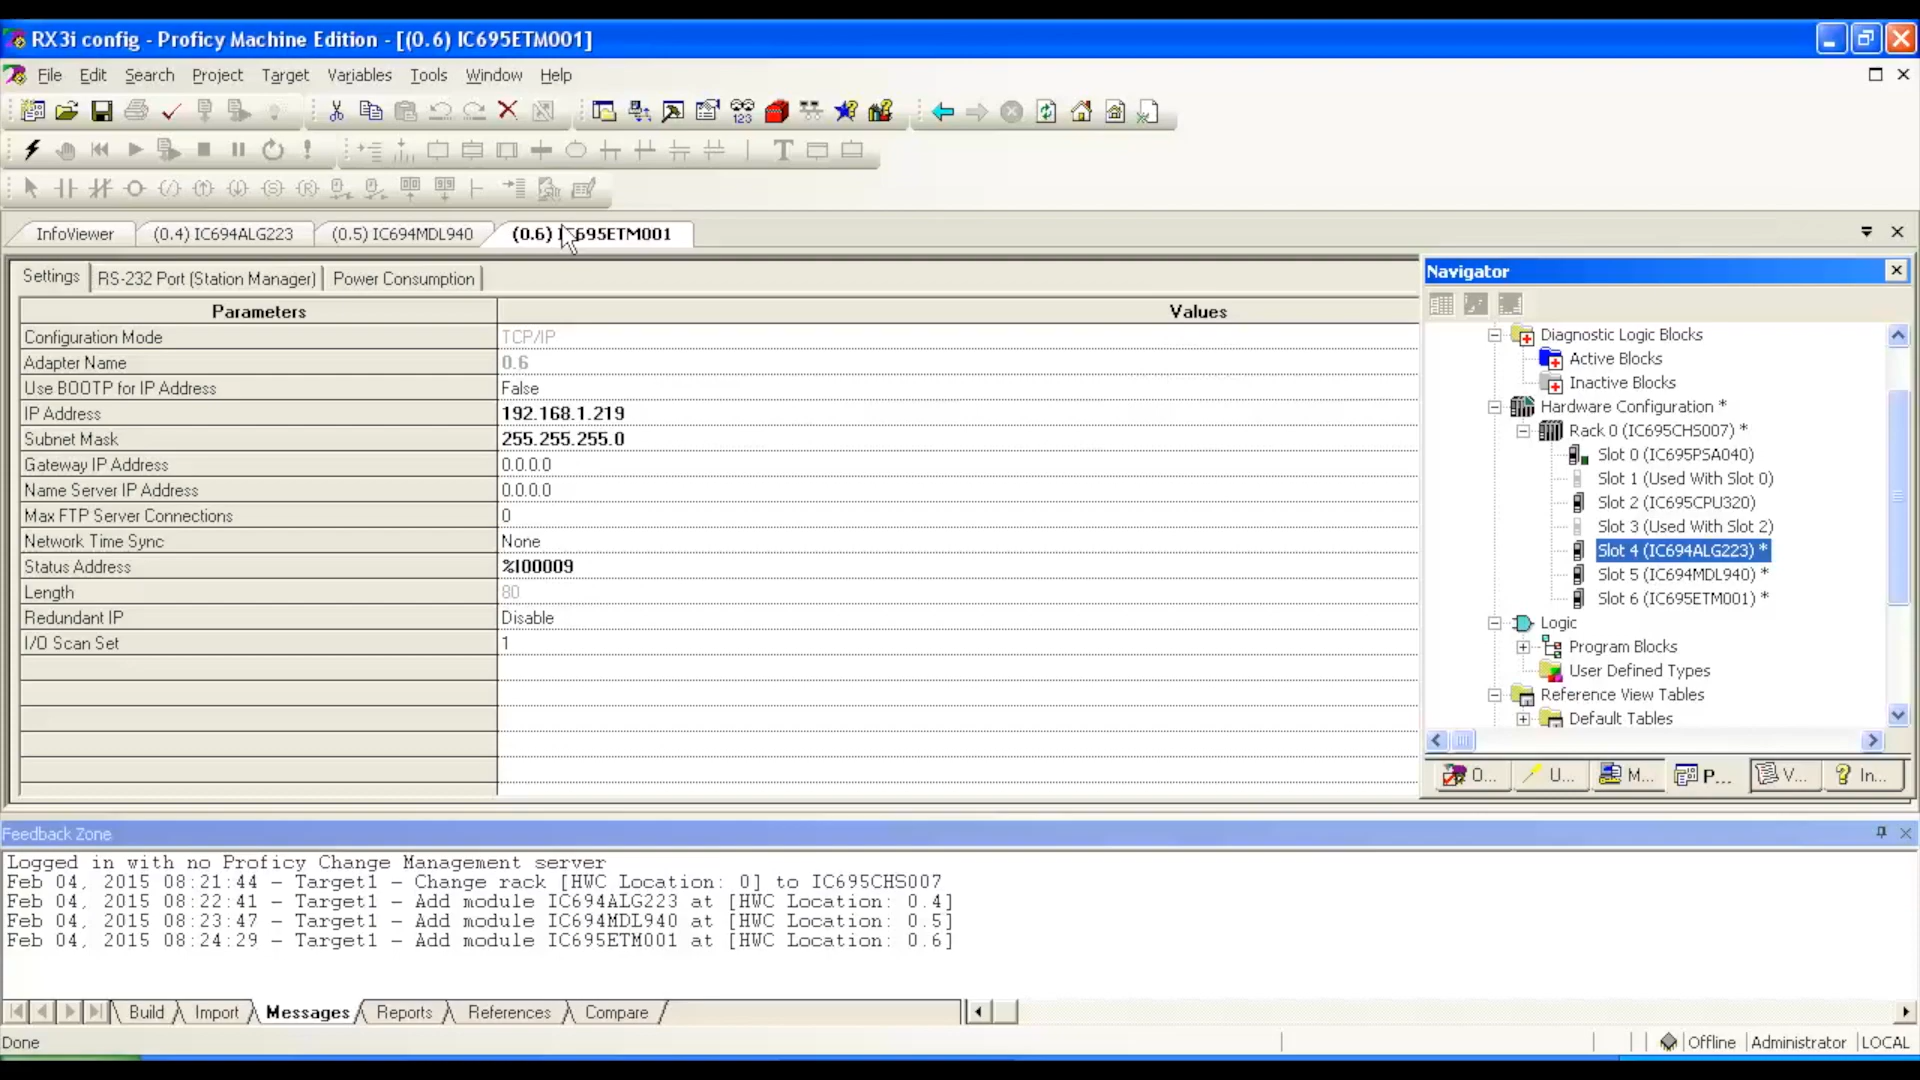 RX3i config - Proficy Machine Edition - [(0.6) IC695ETM001]
File Edit Search Project Target Variables Tools Window Help
InfoViewer (0.4) IC694ALG223 (0.5) IC694MDL940 (0.6) IC695ETM001
Settings RS-232 Port (Station Manager) Power Consumption
Parameters Values
Configuration Mode TCP/IP
Adapter Name 0.6
Use BOOTP for IP Address False
IP Address 192.168.1.219
Subnet Mask 255.255.255.0
Gateway IP Address 0.0.0.0
Name Server IP Address 0.0.0.0
Max FTP Server Connections 0
Network Time Sync None
Status Address %I00009
Length 80
Redundant IP Disable
I/O Scan Set 1
Navigator
Diagnostic Logic Blocks
Active Blocks
Inactive Blocks
Hardware Configuration *
Rack 0 (IC695CHS007) *
Slot 0 (IC695PSA040)
Slot 1 (Used With Slot 0)
Slot 2 (IC695CPU320)
Slot 3 (Used With Slot 2)
Slot 4 (IC694ALG223) *
Slot 5 (IC694MDL940) *
Slot 6 (IC695ETM001) *
Logic
Program Blocks
User Defined Types
Reference View Tables
Default Tables
O... U... M... P... V... In...
Feedback Zone
Logged in with no Proficy Change Management server
Feb 04, 2015 08:21:44 - Target1 - Change rack [HWC Location: 0] to IC695CHS007
Feb 04, 2015 08:22:41 - Target1 - Add module IC694ALG223 at [HWC Location: 0.4]
Feb 04, 2015 08:23:47 - Target1 - Add module IC694MDL940 at [HWC Location: 0.5]
Feb 04, 2015 08:24:29 - Target1 - Add module IC695ETM001 at [HWC Location: 0.6]
Build Import Messages Reports References Compare
Done Offline Administrator LOCAL